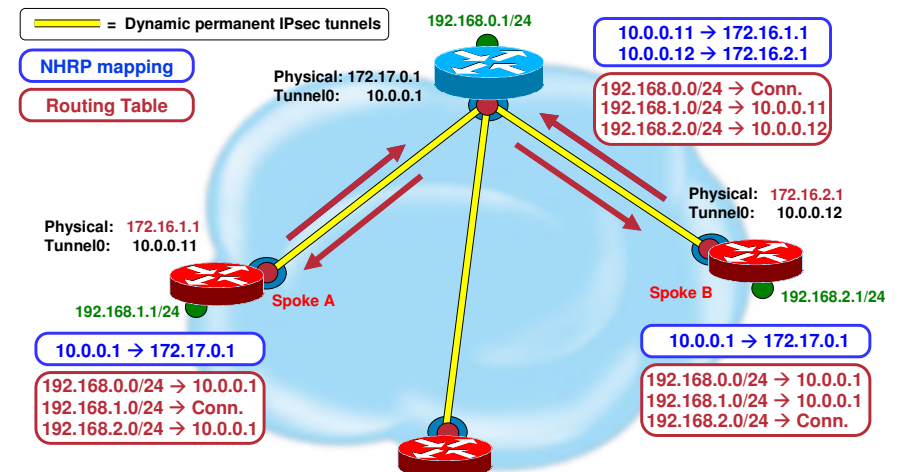 = Dynamic permanent IPsec tunnels
NHRP mapping
Routing Table
192.168.0.1/24
Physical: 172.17.0.1
Tunnel0: 10.0.0.1
10.0.0.11 → 172.16.1.1
10.0.0.12 → 172.16.2.1
192.168.0.0/24 → Conn.
192.168.1.0/24 → 10.0.0.11
192.168.2.0/24 → 10.0.0.12
Physical: 172.16.2.1
Tunnel0: 10.0.0.12
Physical: 172.16.1.1
Tunnel0: 10.0.0.11
Spoke A
Spoke B
192.168.1.1/24
192.168.2.1/24
10.0.0.1 → 172.17.0.1
192.168.0.0/24 → 10.0.0.1
192.168.1.0/24 → Conn.
192.168.2.0/24 → 10.0.0.1
10.0.0.1 → 172.17.0.1
192.168.0.0/24 → 10.0.0.1
192.168.1.0/24 → 10.0.0.1
192.168.2.0/24 → Conn.